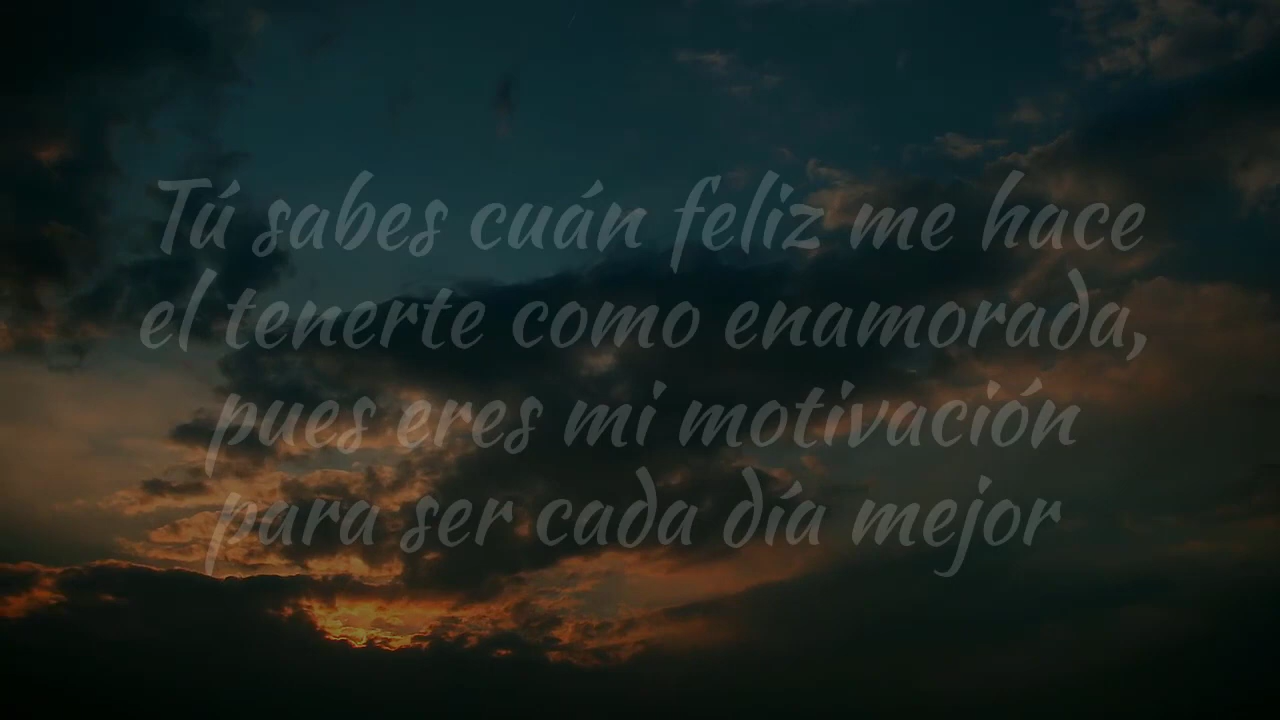 Tú sabes cuán feliz me hace
el tenerte como enamorada,
pues eres mi motivación
para ser cada día mejor